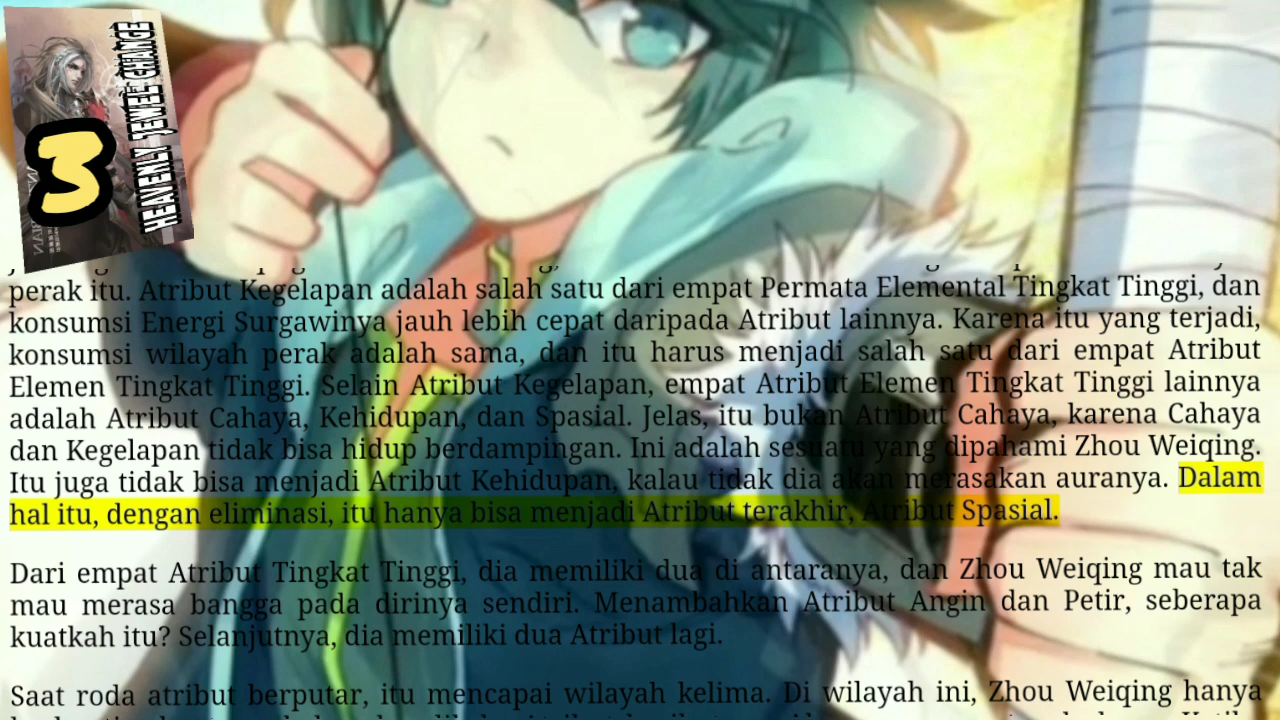 HEAVENLY JEWEL CHANGE
3
perak itu. Atribut Kegelapan adalah salah satu dari empat Permata Elemental Tingkat Tinggi, dan
konsumsi Energi Surgawinya jauh lebih cepat daripada Atribut lainnya. Karena itu yang terjadi,
konsumsi wilayah perak adalah sama, dan itu harus menjadi salah satu dari empat Atribut
Elemen Tingkat Tinggi. Selain Atribut Kegelapan, empat Atribut Elemen Tingkat Tinggi lainnya
adalah Atribut Cahaya, Kehidupan, dan Spasial. Jelas, itu bukan Atribut Cahaya, karena Cahaya
dan Kegelapan tidak bisa hidup berdampingan. Ini adalah sesuatu yang dipahami Zhou Weiqing.
Itu juga tidak bisa menjadi Atribut Kehidupan, kalau tidak dia akan merasakan auranya. Dalam
hal itu, dengan eliminasi, itu hanya bisa menjadi Atribut terakhir, Atribut Spasial.
Dari empat Atribut Tingkat Tinggi, dia memiliki dua di antaranya, dan Zhou Weiqing mau tak
mau merasa bangga pada dirinya sendiri. Menambahkan Atribut Angin dan Petir, seberapa
kuatkah itu? Selanjutnya, dia memiliki dua Atribut lagi.
Saat roda atribut berputar, itu mencapai wilayah kelima. Di wilayah ini, Zhou Weiqing hanya